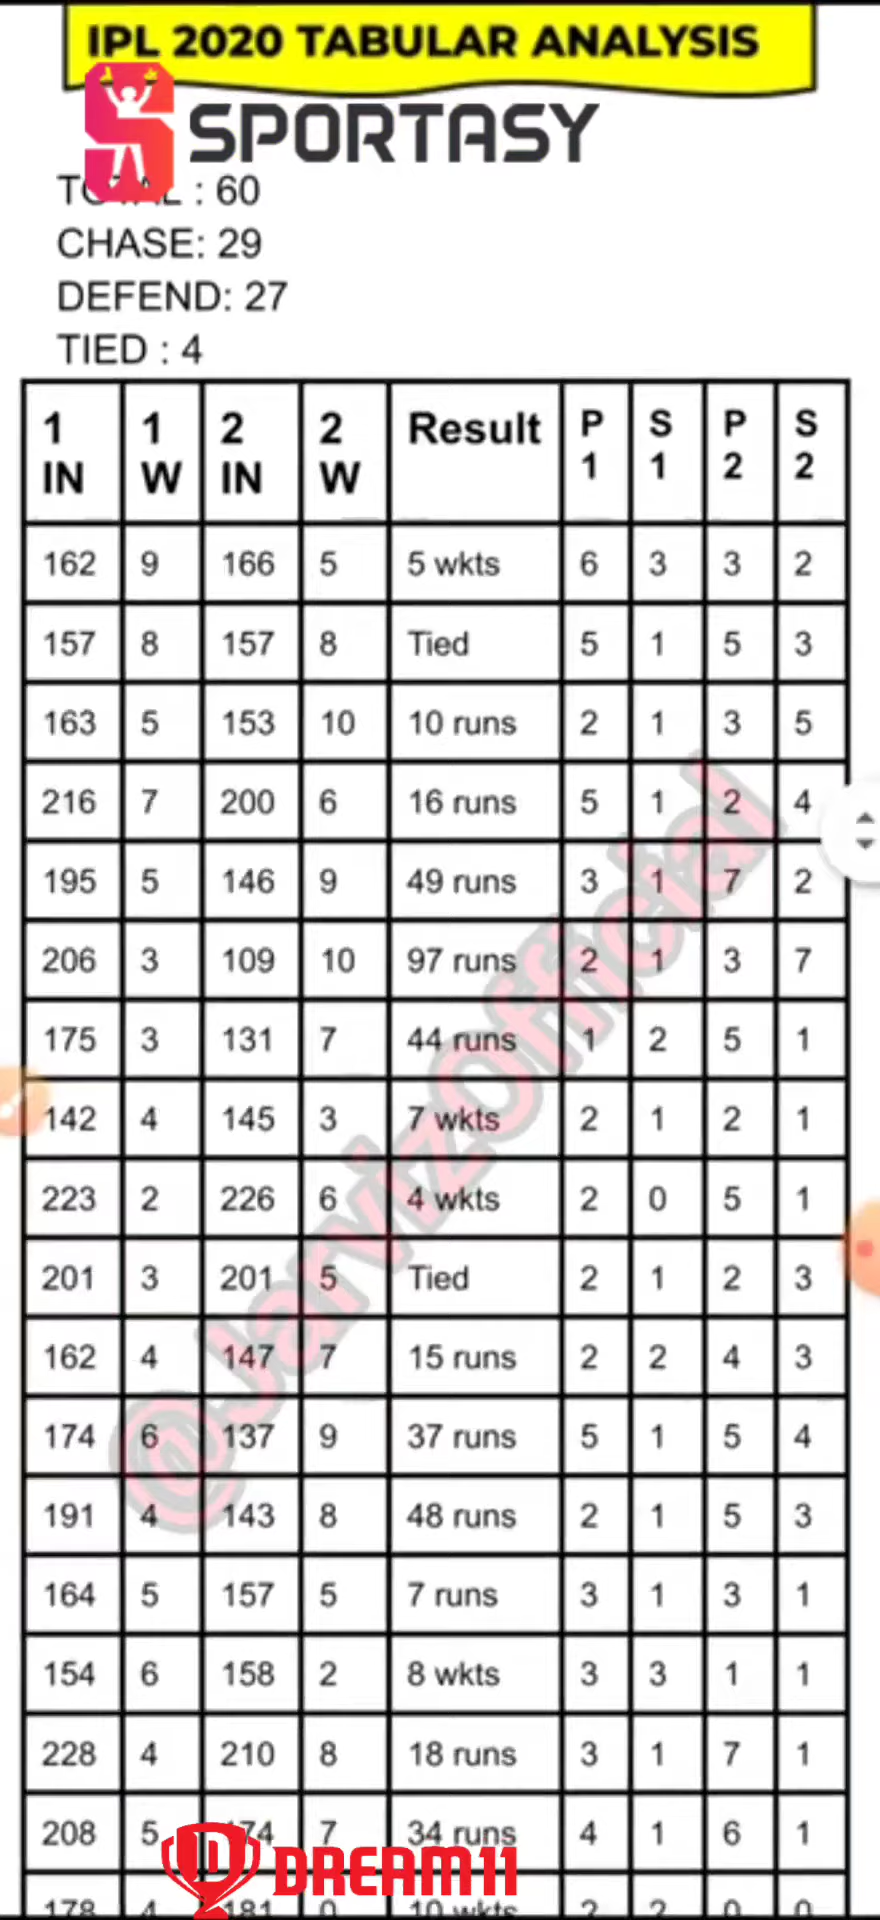 IPL 2020 TABULAR ANALYSIS
SPORTASY
TOTAL : 60
CHASE: 29
DEFEND: 27
TIED : 4
1 IN 1 W 2 IN 2 W Result P 1 S 1 P 2 S 2
162 9 166 5 5 wkts 6 3 3 2
157 8 157 8 Tied 5 1 5 3
163 5 153 10 10 runs 2 1 3 5
216 7 200 6 16 runs 5 1 2 4
195 5 146 9 49 runs 3 1 7 2
206 3 109 10 97 runs 2 1 3 7
175 3 131 7 44 runs 1 2 5 1
142 4 145 3 7 wkts 2 1 2 1
223 2 226 6 4 wkts 2 0 5 1
201 3 201 5 Tied 2 1 2 3
162 4 147 7 15 runs 2 2 4 3
174 6 137 9 37 runs 5 1 5 4
191 4 143 8 48 runs 2 1 5 3
164 5 157 5 7 runs 3 1 3 1
154 6 158 2 8 wkts 3 3 1 1
228 4 210 8 18 runs 3 1 7 1
208 5 174 7 34 runs 4 1 6 1
178 4 181 0 10 wkts 2 2 0 0
@JarvizOfficial
DREAM11